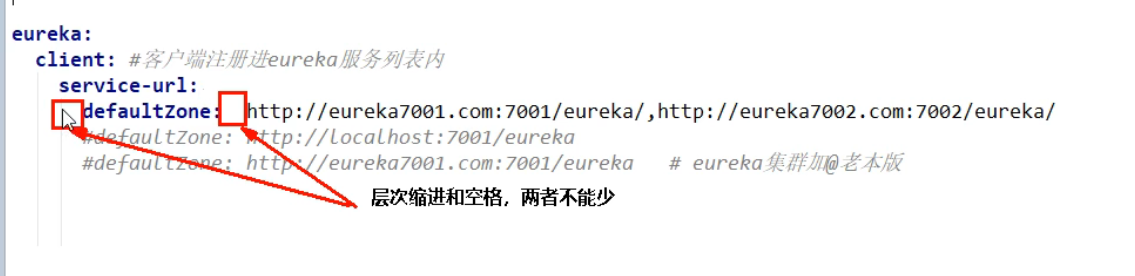 eureka:
client: #客户端注册进eureka服务列表内
service-url:
defaultZone: http://eureka7001.com:7001/eureka/,http://eureka7002.com:7002/eureka/
#defaultZone: http://localhost:7001/eureka
#defaultZone: http://eureka7001.com:7001/eureka # eureka集群加@老本版
层次缩进和空格，两者不能少